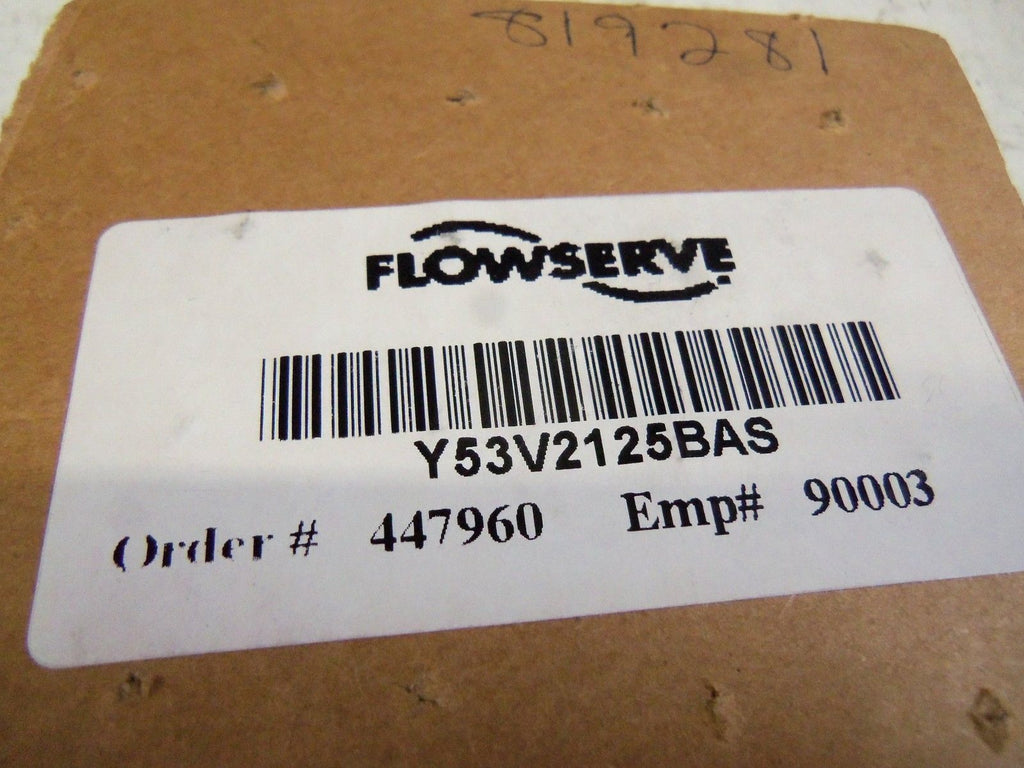 819281
FLOWSERVE
Y53V2125BAS
Order # 447960 Emp# 90003